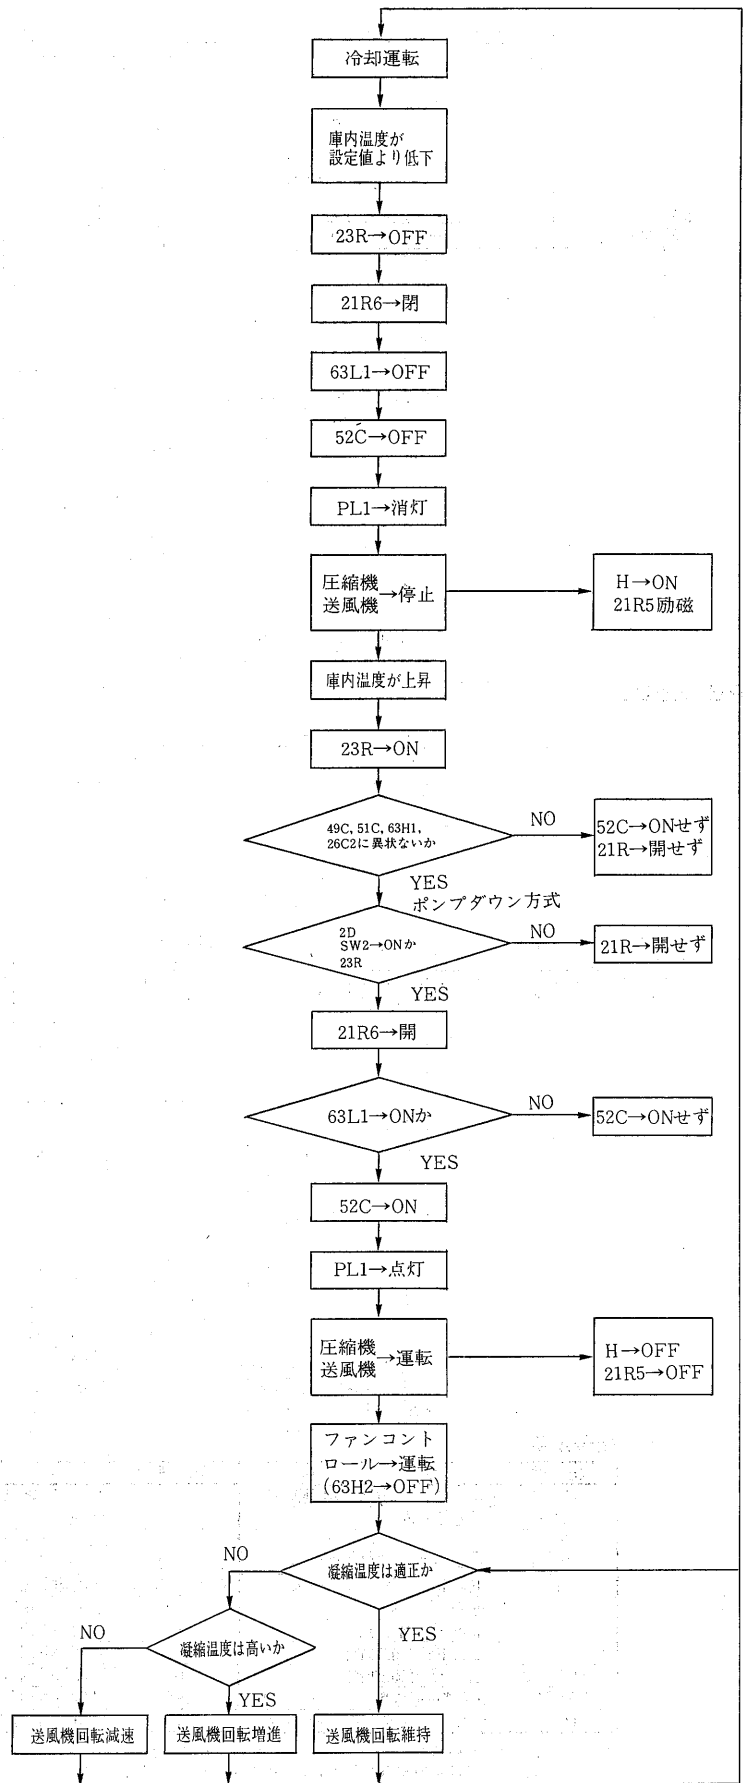 冷却運転
庫内温度が
設定値より低下
23R→OFF
21R6→閉
63L1→OFF
52C→OFF
PL1→消灯
圧縮機
送風機→停止
H→ON
21R5励磁
庫内温度が上昇
23R→ON
49C, 51C, 63H1,
26C2に異状ないか
NO
52C→ONせず
21R→開せず
YES
ポンプダウン方式
2D
SW2→ONか
23R
NO
21R→開せず
YES
21R6→開
63L1→ONか
NO
52C→ONせず
YES
52C→ON
PL1→点灯
圧縮機
送風機→運転
H→OFF
21R5→OFF
ファンコント
ロール→運転
(63H2→OFF)
凝縮温度は適正か
NO
YES
凝縮温度は高いか
NO
YES
送風機回転減速
送風機回転増進
送風機回転維持